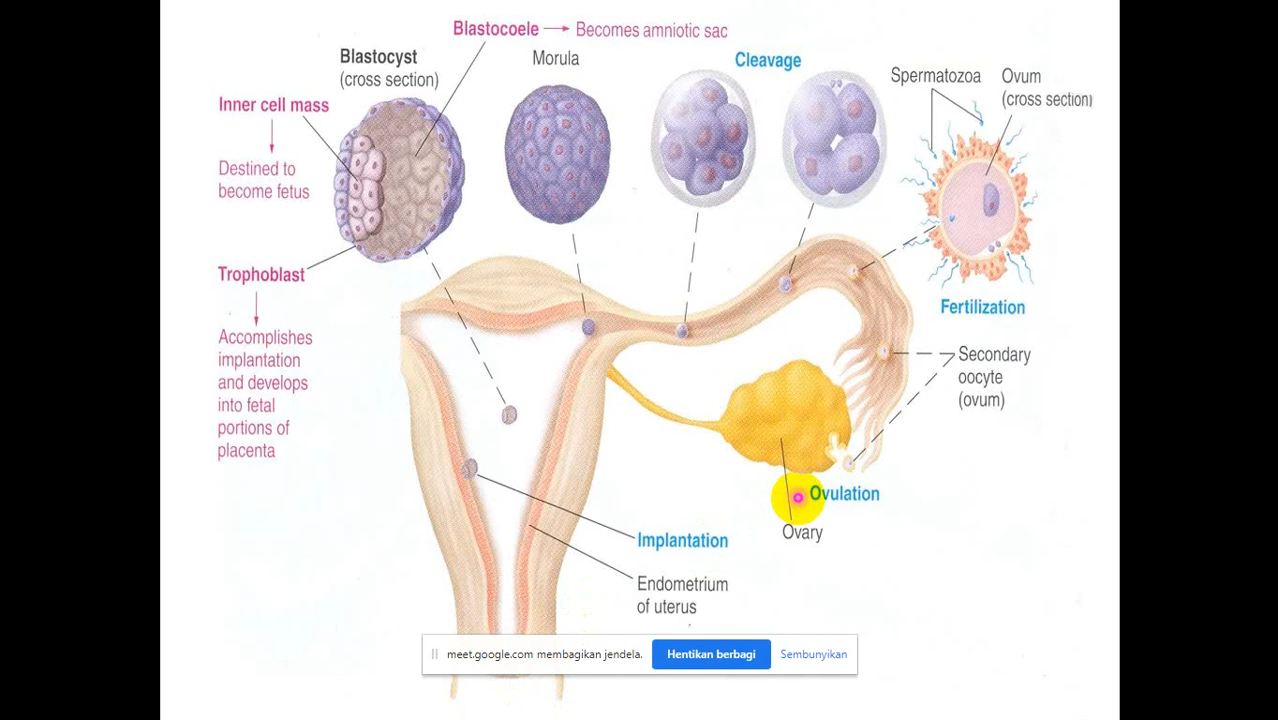 Blastocoele → Becomes amniotic sac
Blastocyst
(cross section)
Morula
Cleavage
Spermatozoa
Ovum
(cross section)
Inner cell mass
Destined to
become fetus
Trophoblast
Accomplishes
implantation
and develops
into fetal
portions of
placenta
Fertilization
Secondary
oocyte
(ovum)
Ovulation
Ovary
Implantation
Endometrium
of uterus
meet.google.com membagikan jendela.
Hentikan berbagi
Sembunyikan